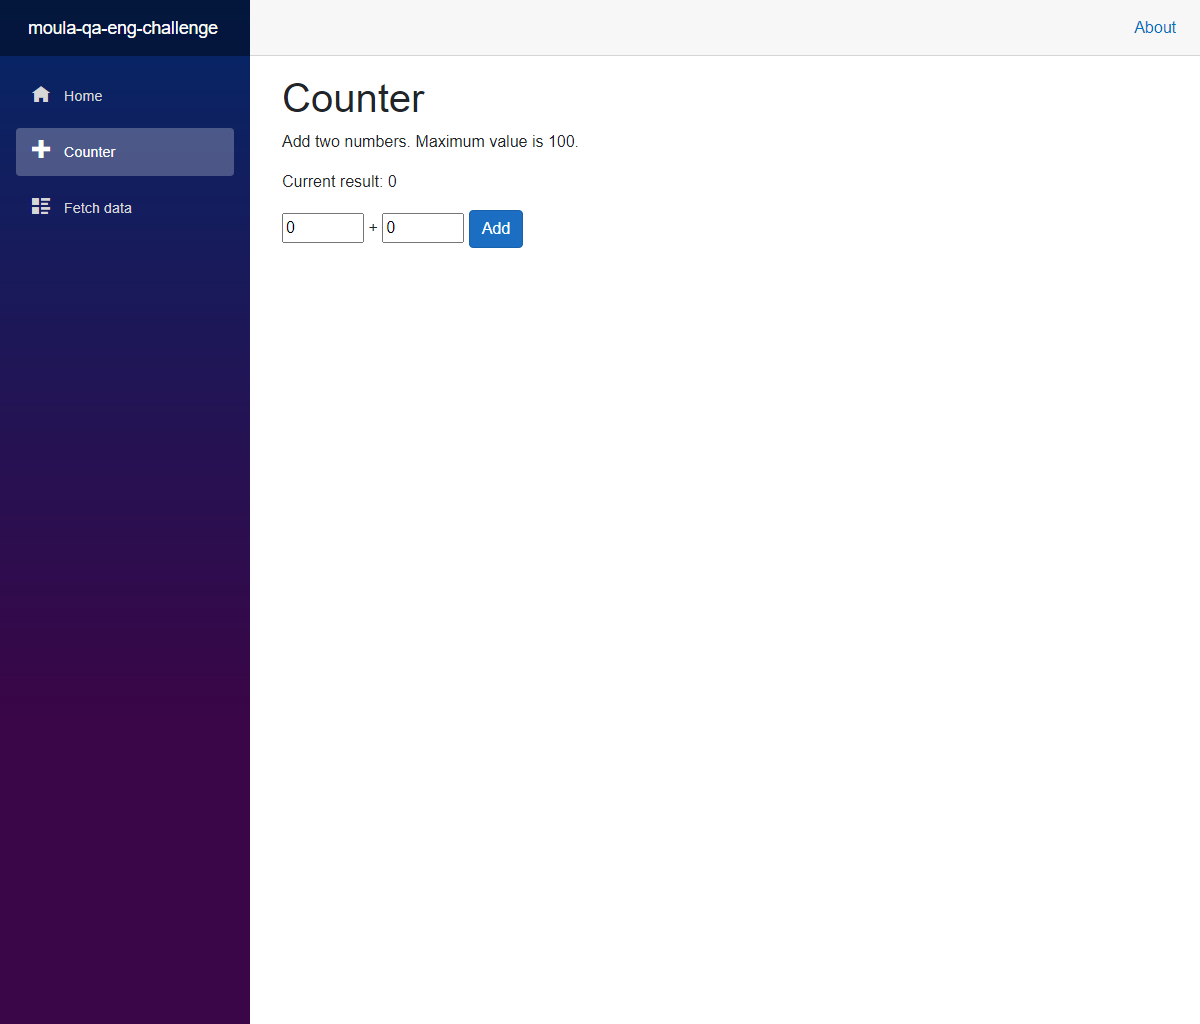 moula-qa-eng-challenge
About
Home
Counter
Fetch data
Counter
Add two numbers. Maximum value is 100.
Current result: 0
0 + 0 Add